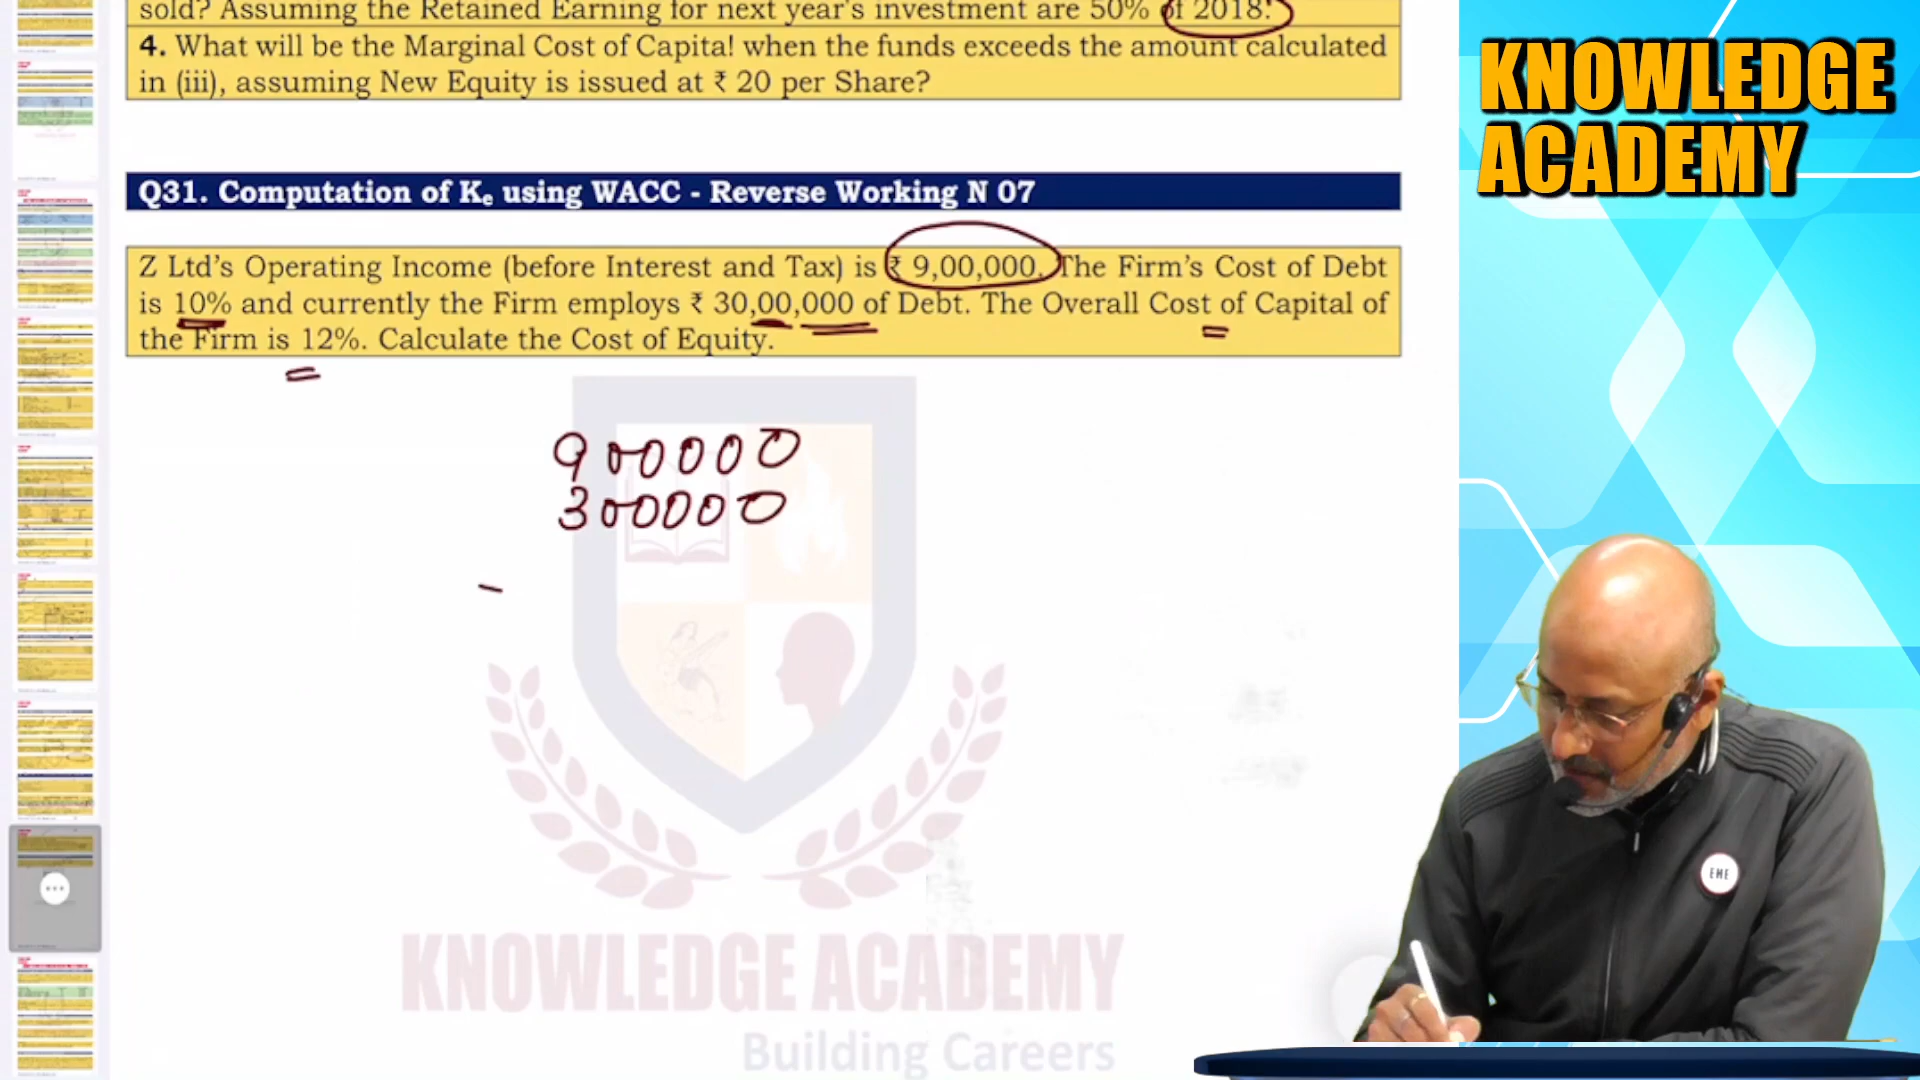 sold? Assuming the Retained Earning for next year's investment are 50% of 2018?
4. What will be the Marginal Cost of Capital when the funds exceeds the amount calculated
in (iii), assuming New Equity is issued at ₹ 20 per Share?
Q31. Computation of Ke using WACC - Reverse Working N 07
Z Ltd's Operating Income (before Interest and Tax) is ₹ 9,00,000. The Firm's Cost of Debt
is 10% and currently the Firm employs ₹ 30,00,000 of Debt. The Overall Cost of Capital of
the Firm is 12%. Calculate the Cost of Equity.
900000
300000
KNOWLEDGE ACADEMY
Building Careers
KNOWLEDGE
ACADEMY
EHE